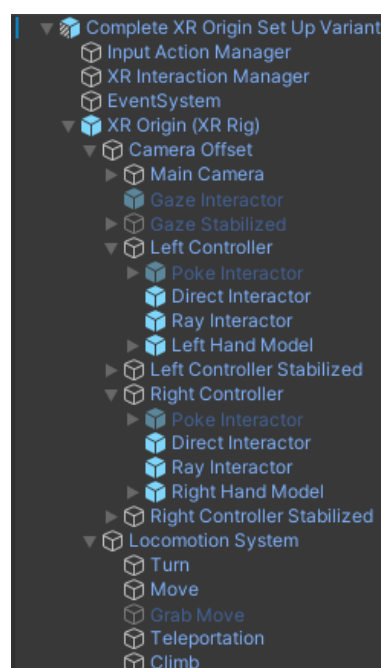 Complete XR Origin Set Up Variant
Input Action Manager
XR Interaction Manager
EventSystem
XR Origin (XR Rig)
Camera Offset
Main Camera
Gaze Interactor
Gaze Stabilized
Left Controller
Poke Interactor
Direct Interactor
Ray Interactor
Left Hand Model
Left Controller Stabilized
Right Controller
Poke Interactor
Direct Interactor
Ray Interactor
Right Hand Model
Right Controller Stabilized
Locomotion System
Turn
Move
Grab Move
Teleportation
Climb